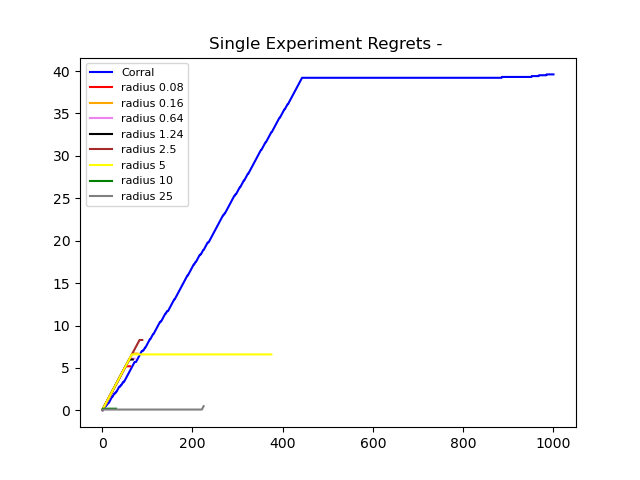 Single Experiment Regrets -
40
35
30
25
20
15
10
5
0
Corral
radius 0.08
radius 0.16
radius 0.64
radius 1.24
radius 2.5
radius 5
radius 10
radius 25
0 200 400 600 800 1000